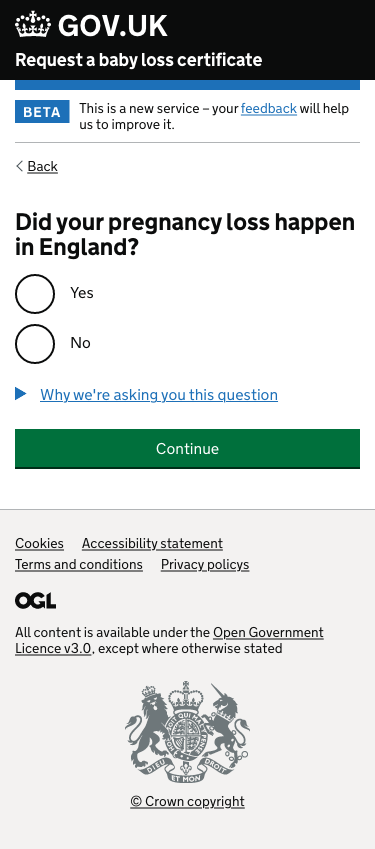 GOV.UK
Request a baby loss certificate
BETA
This is a new service – your feedback will help
us to improve it.
Back
Did your pregnancy loss happen
in England?
Yes
No
Why we're asking you this question
Continue
Cookies Accessibility statement
Terms and conditions Privacy policys
OGL
All content is available under the Open Government
Licence v3.0, except where otherwise stated
DIEU ET MON
© Crown copyright